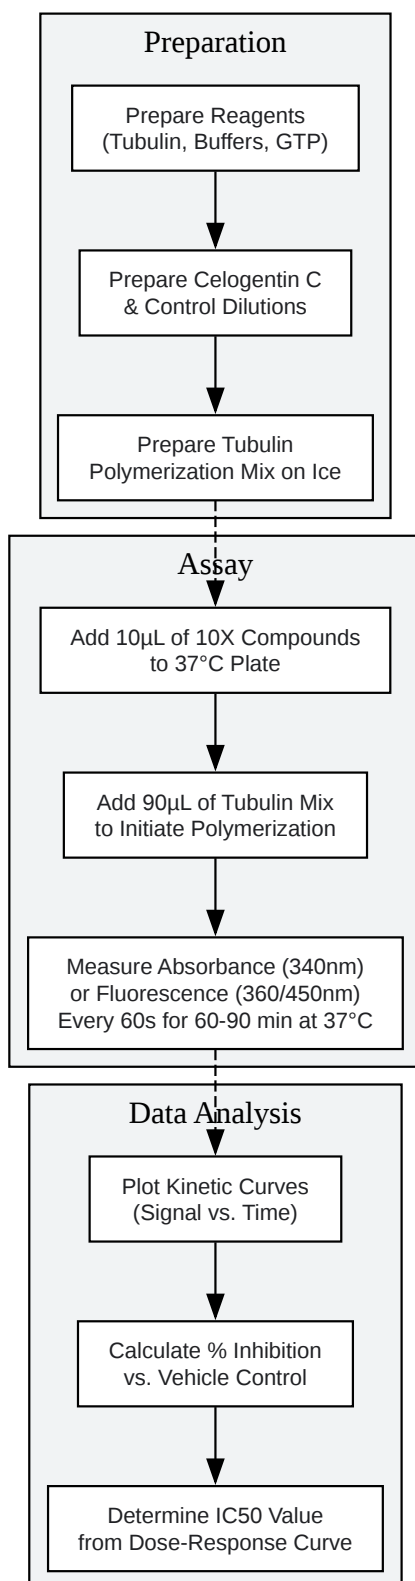 Preparation
Prepare Reagents
(Tubulin, Buffers, GTP)
Prepare Celogentin C
& Control Dilutions
Prepare Tubulin
Polymerization Mix on Ice
Assay
Add 10µL of 10X Compounds
to 37°C Plate
Add 90µL of Tubulin Mix
to Initiate Polymerization
Measure Absorbance (340nm)
or Fluorescence (360/450nm)
Every 60s for 60-90 min at 37°C
Data Analysis
Plot Kinetic Curves
(Signal vs. Time)
Calculate % Inhibition
vs. Vehicle Control
Determine IC50 Value
from Dose-Response Curve